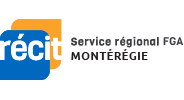 récit
Service régional FGA
MONTÉRÉGIE